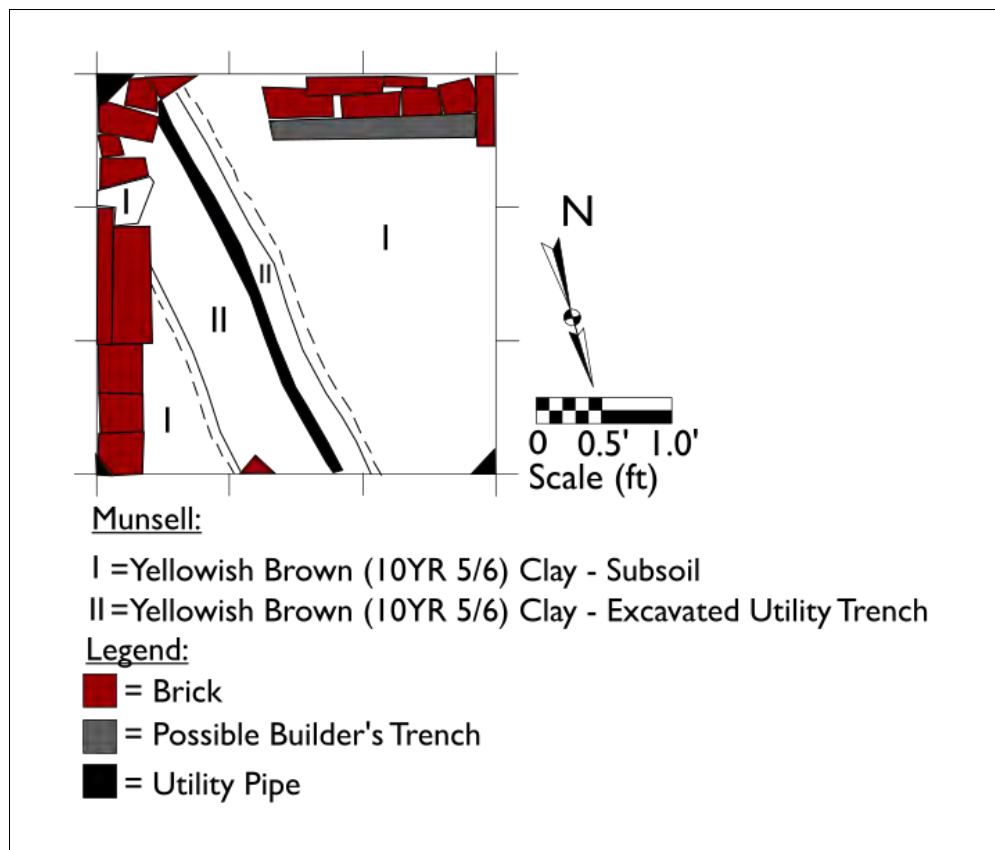 N
I
I
II
II
I
0 0.5' 1.0'
Scale (ft)
Munsell:
I =Yellowish Brown (10YR 5/6) Clay - Subsoil
II =Yellowish Brown (10YR 5/6) Clay - Excavated Utility Trench
Legend:
= Brick
= Possible Builder's Trench
= Utility Pipe